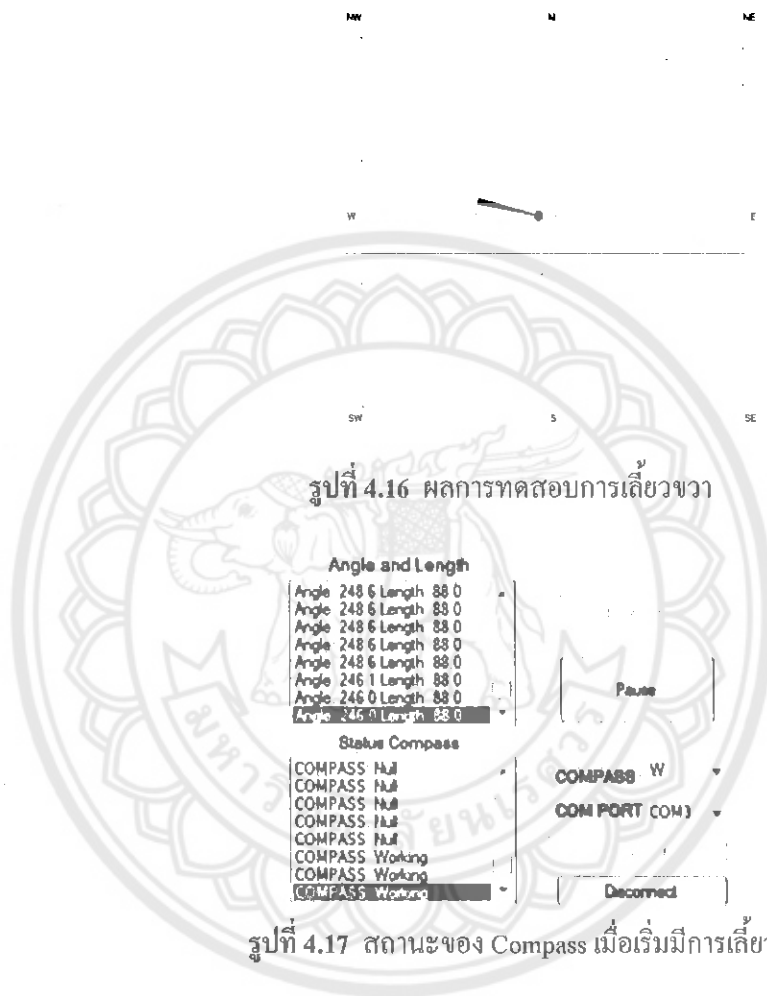 NW N NE
W E
SW S SE
รูปที่ 4.16 ผลการทดสอบการเลี้ยวขวา
Angle and Length
Angle 248 6 Length 88 0
Angle 248 6 Length 88 0
Angle 248 6 Length 88 0
Angle 248 6 Length 88 0
Angle 248 6 Length 88 0
Angle 246 1 Length 88 0
Angle 246 0 Length 88 0
Angle 246 0 Length 88 0
Pause
Status Compass
COMPASS Null
COMPASS Null
COMPASS Null
COMPASS Null
COMPASS Null
COMPASS Working
COMPASS Working
COMPASS Working
COMPASS W
COM PORT COM3
Disconnect
รูปที่ 4.17 สถานะของ Compass เมื่อเริ่มมีการเลี้ย